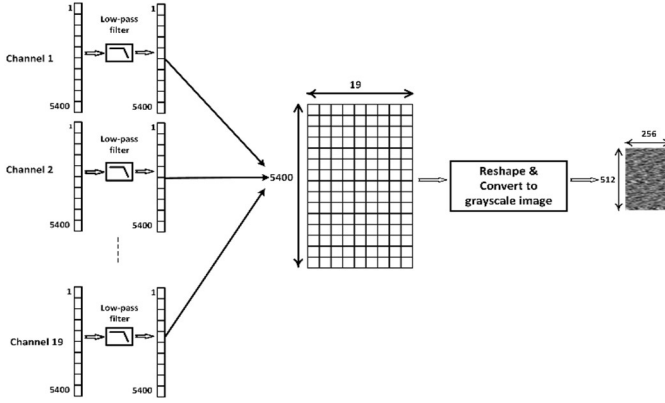 1
Low-pass
filter
1
Channel 1
5400
5400
1
Low-pass
filter
1
Channel 2
5400
5400
1
Low-pass
filter
1
Channel 19
5400
5400
19
5400
Reshape &
Convert to
grayscale image
256
512